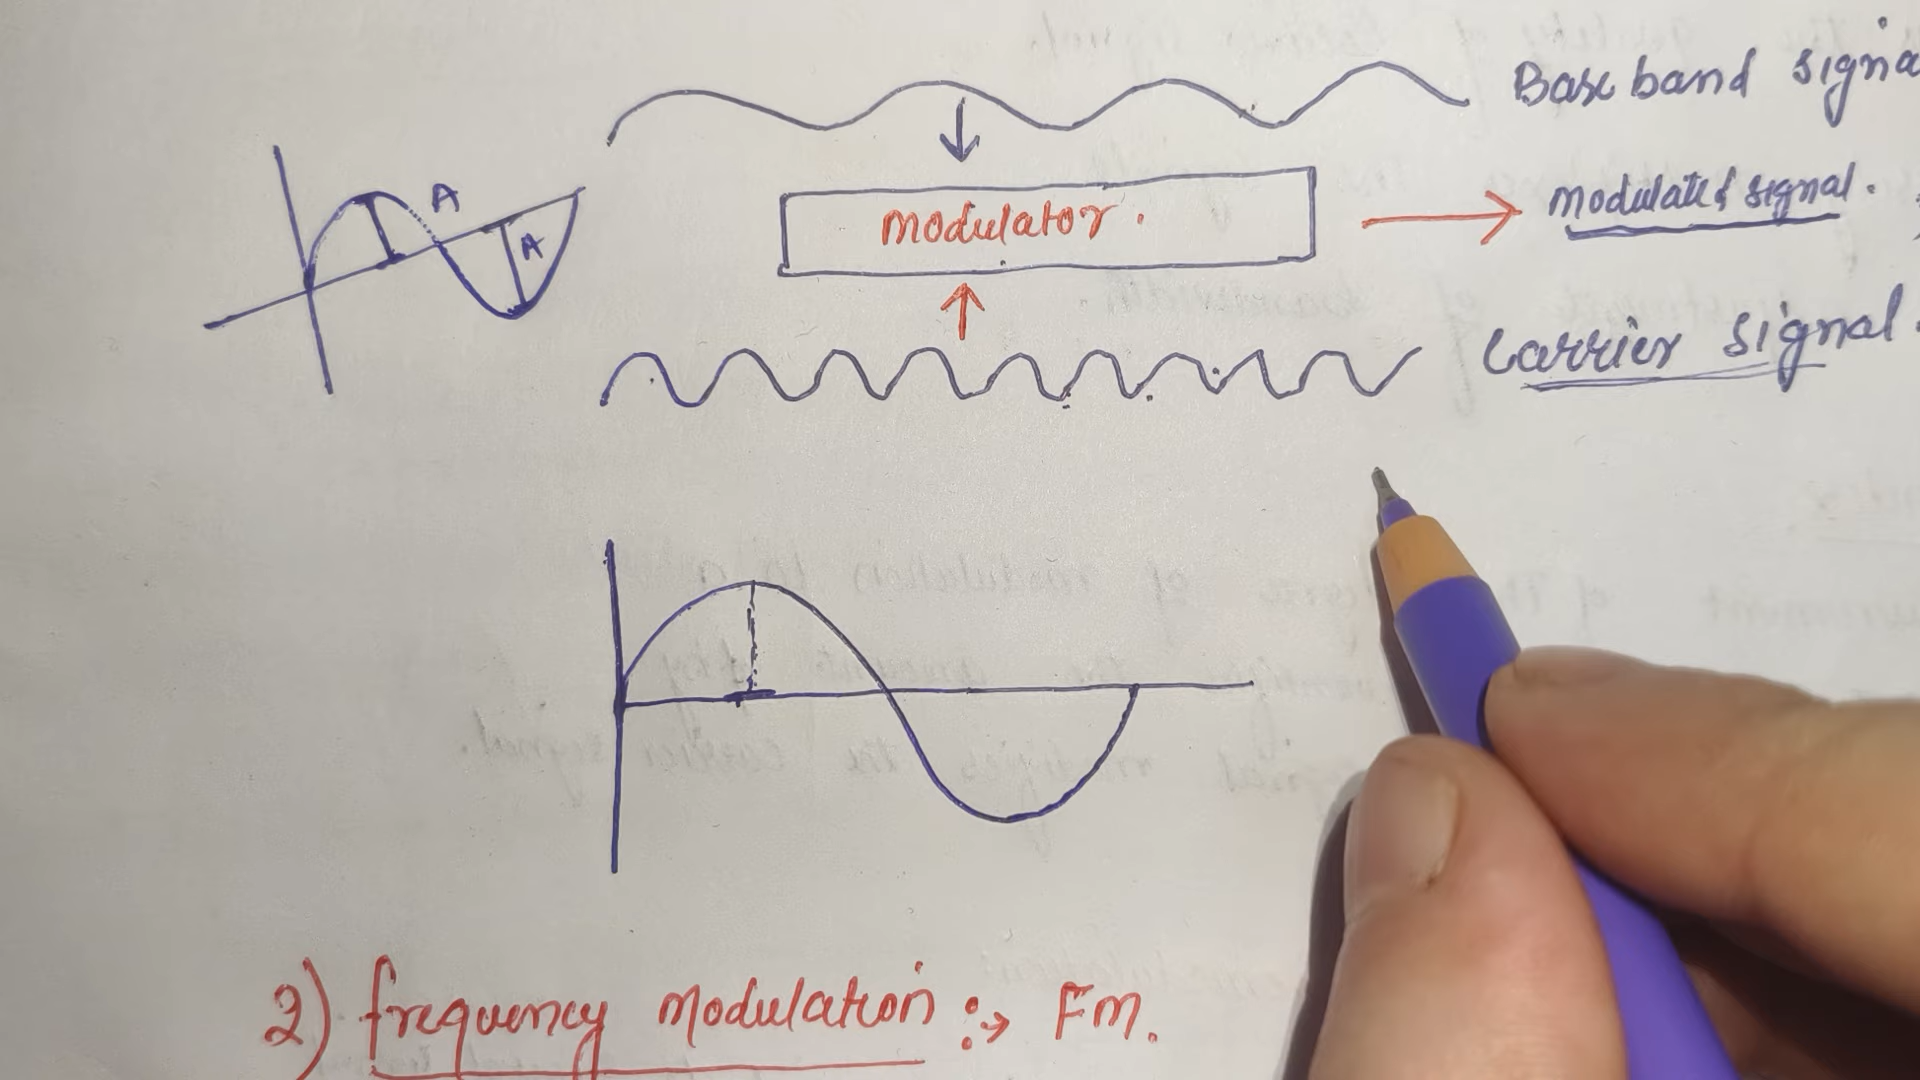 Base band signa
A
A
modulator.
modulated signal.
Carrier signal.
2) frequency modulation :→ Fm.